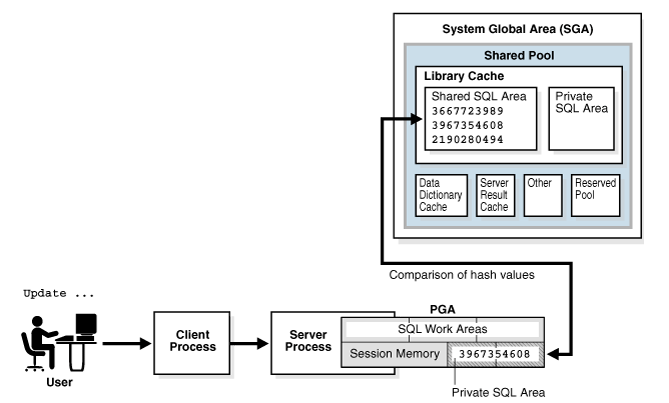 System Global Area (SGA)
Shared Pool
Library Cache
Shared SQL Area
3667723989
3967354608
2190280494
Private
SQL Area
Data
Dictionary
Cache
Server
Result
Cache
Other
Reserved
Pool
Comparison of hash values
Update ...
User
Client
Process
Server
Process
PGA
SQL Work Areas
Session Memory
3967354608
Private SQL Area